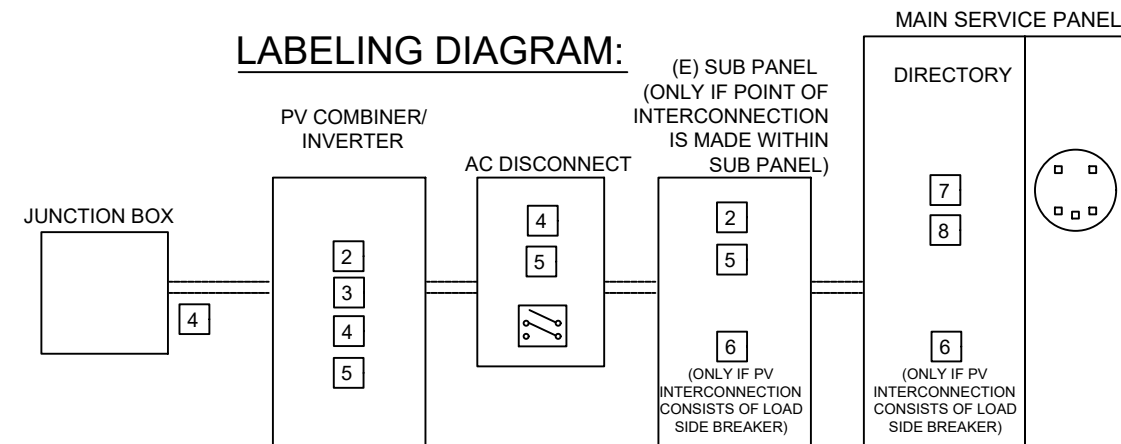 MAIN SERVICE PANEL
LABELING DIAGRAM:
(E) SUB PANEL
(ONLY IF POINT OF
INTERCONNECTION
IS MADE WITHIN
SUB PANEL)
DIRECTORY
PV COMBINER/
INVERTER
AC DISCONNECT
JUNCTION BOX
4
2
3
4
5
4
5
2
5
6
(ONLY IF PV
INTERCONNECTION
CONSISTS OF LOAD
SIDE BREAKER)
7
8
6
(ONLY IF PV
INTERCONNECTION
CONSISTS OF LOAD
SIDE BREAKER)